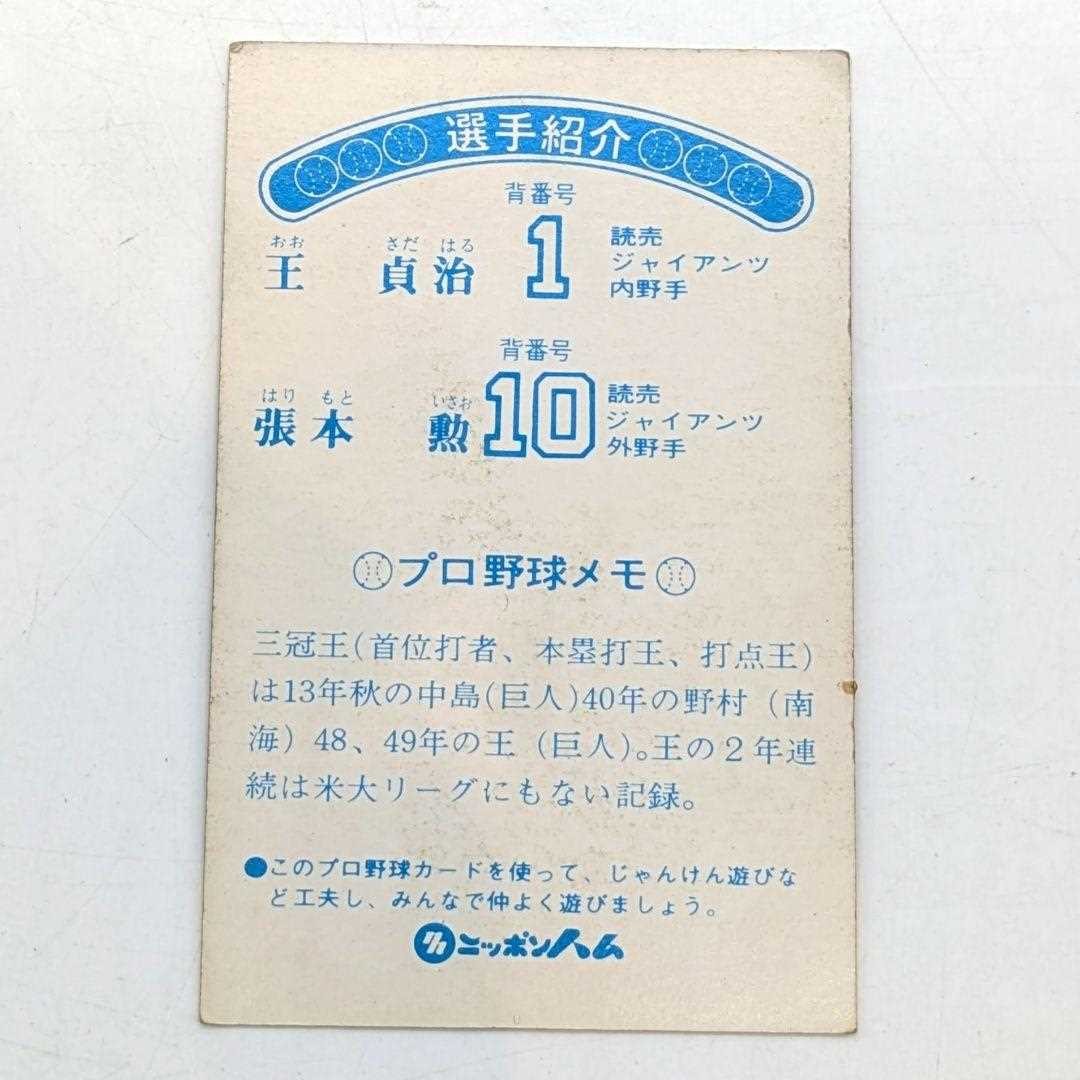 選手紹介
背番号
おお さだ はる
王 貞治 1
読売
ジャイアンツ
内野手
背番号
はり もと いさお
張本 勲 10
読売
ジャイアンツ
外野手
プロ野球メモ
三冠王(首位打者、本塁打王、打点王)
は13年秋の中島(巨人)40年の野村(南
海)48、49年の王(巨人)。王の2年連
続は米大リーグにもない記録。
●このプロ野球カードを使って、じゃんけん遊びな
ど工夫し、みんなで仲よく遊びましょう。
ニッポンハム